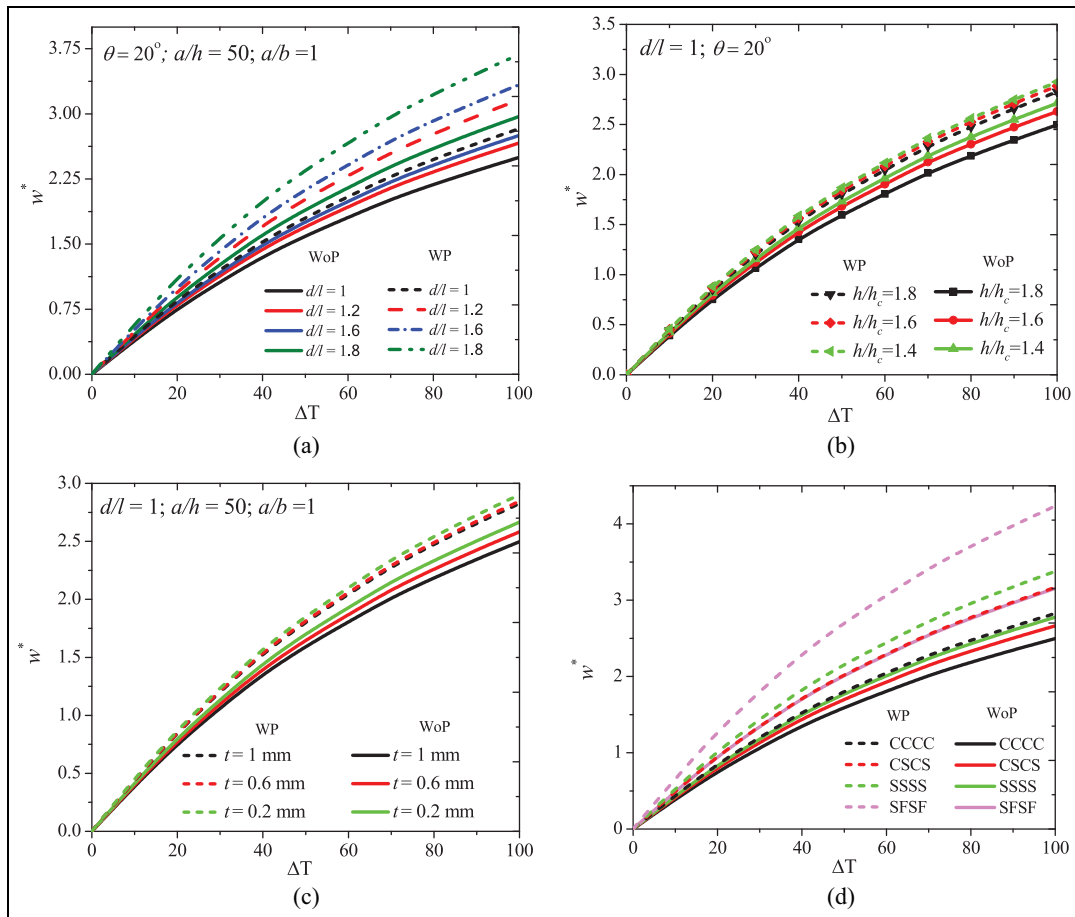 θ = 20°; a/h = 50; a/b =1
w*
3.75
3.00
2.25
1.50
0.75
0.00
WoP WP
d/l = 1 d/l = 1
d/l = 1.2 d/l = 1.2
d/l = 1.6 d/l = 1.6
d/l = 1.8 d/l = 1.8
0 20 40 60 80 100
ΔT
(a)
d/l = 1; θ = 20°
w*
3.5
3.0
2.5
2.0
1.5
1.0
0.5
0.0
WP WoP
h/hc=1.8 h/hc=1.8
h/hc=1.6 h/hc=1.6
h/hc=1.4 h/hc=1.4
0 20 40 60 80 100
ΔT
(b)
d/l = 1; a/h = 50; a/b =1
w*
3.0
2.5
2.0
1.5
1.0
0.5
0.0
WP WoP
t = 1 mm t = 1 mm
t = 0.6 mm t = 0.6 mm
t = 0.2 mm t = 0.2 mm
0 20 40 60 80 100
ΔT
(c)
w*
4
3
2
1
0
WP WoP
CCCC CCCC
CSCS CSCS
SSSS SSSS
SFSF SFSF
0 20 40 60 80 100
ΔT
(d)